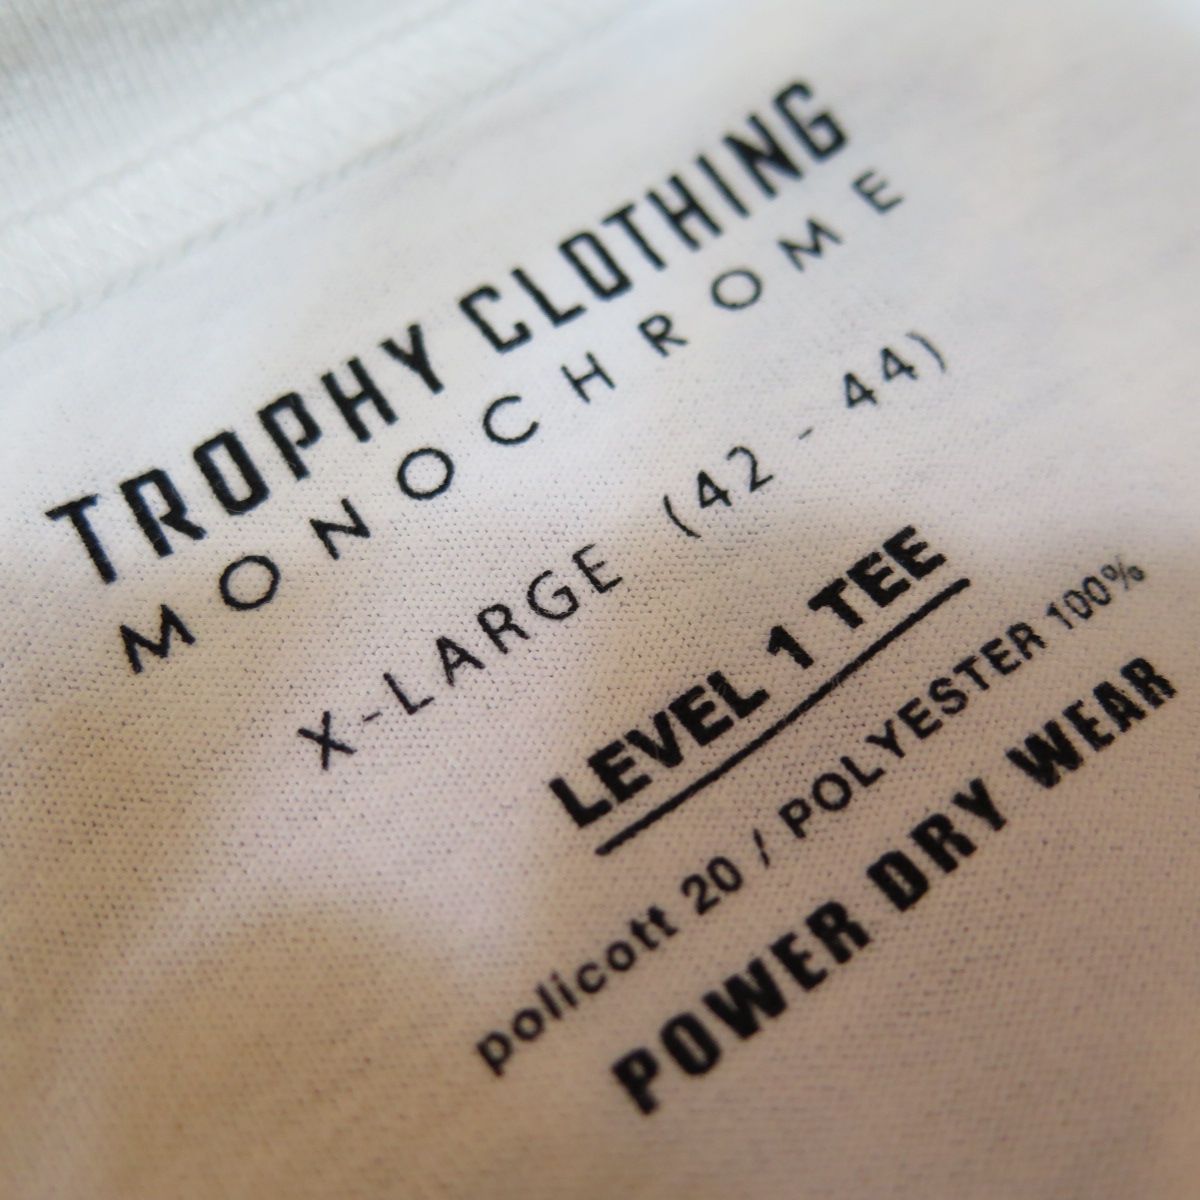 TROPHY CLOTHING
MONOCHROME
X-LARGE (42 - 44)
LEVEL 1 TEE
policott 20 / POLYESTER 100%
POWER DRY WEAR